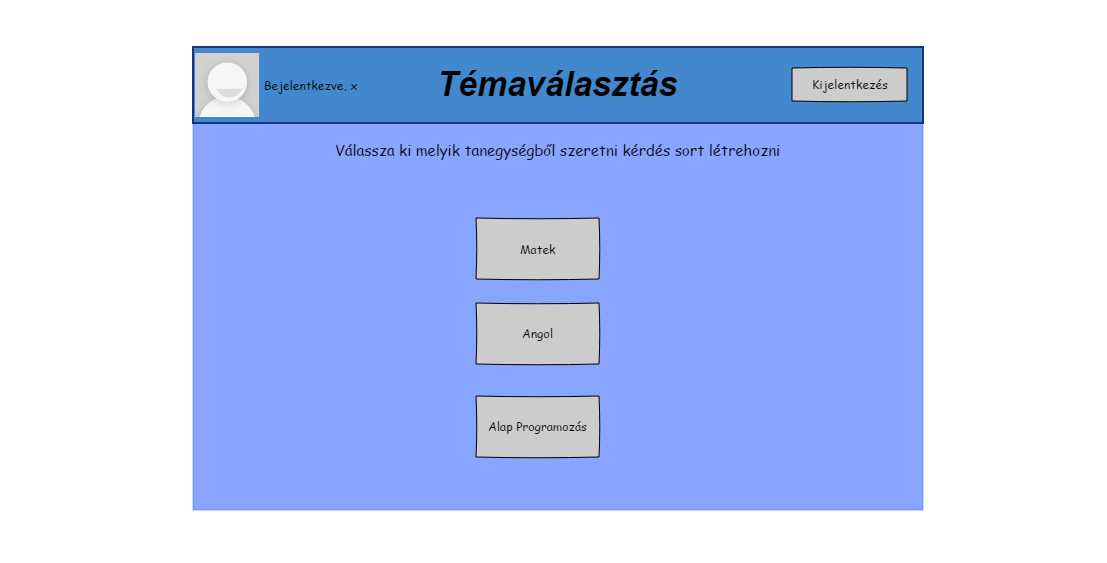 Bejelentkezve, x
Témaválasztás
Kijelentkezés
Válassza ki melyik tanegységből szeretni kérdés sort létrehozni
Matek
Angol
Alap Programozás